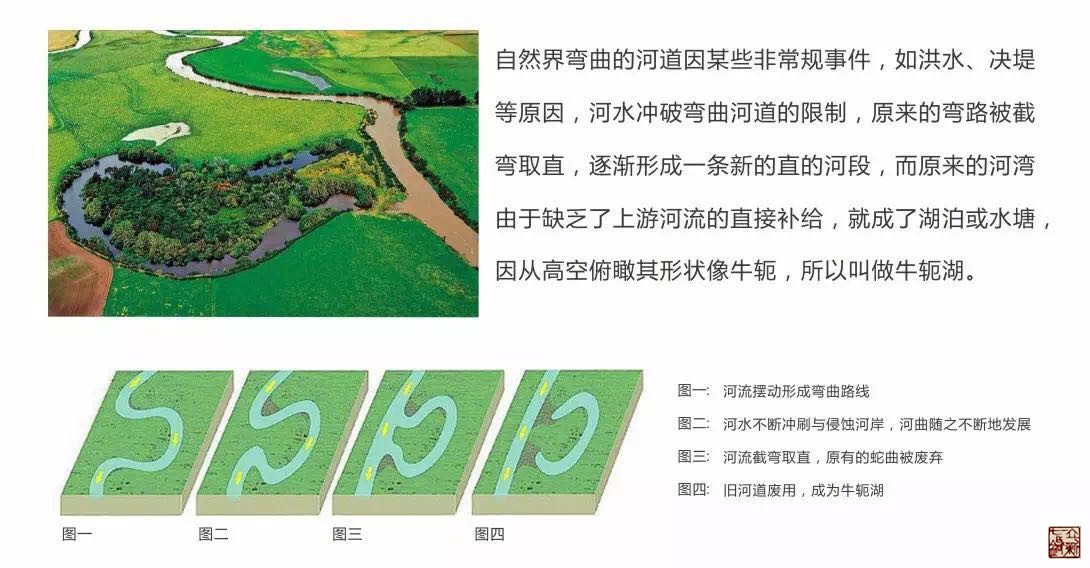 自然界弯曲的河道因某些非常规事件，如洪水、决堤
等原因，河水冲破弯曲河道的限制，原来的弯路被截
弯取直，逐渐形成一条新的直的河段，而原来的河湾
由于缺乏了上游河流的直接补给，就成了湖泊或水塘，
因从高空俯瞰其形状像牛轭，所以叫做牛轭湖。
图一： 河流摆动形成弯曲路线
图二： 河水不断冲刷与侵蚀河岸，河曲随之不断地发展
图三： 河流截弯取直，原有的蛇曲被废弃
图四： 旧河道废用，成为牛轭湖
图一
图二
图三
图四